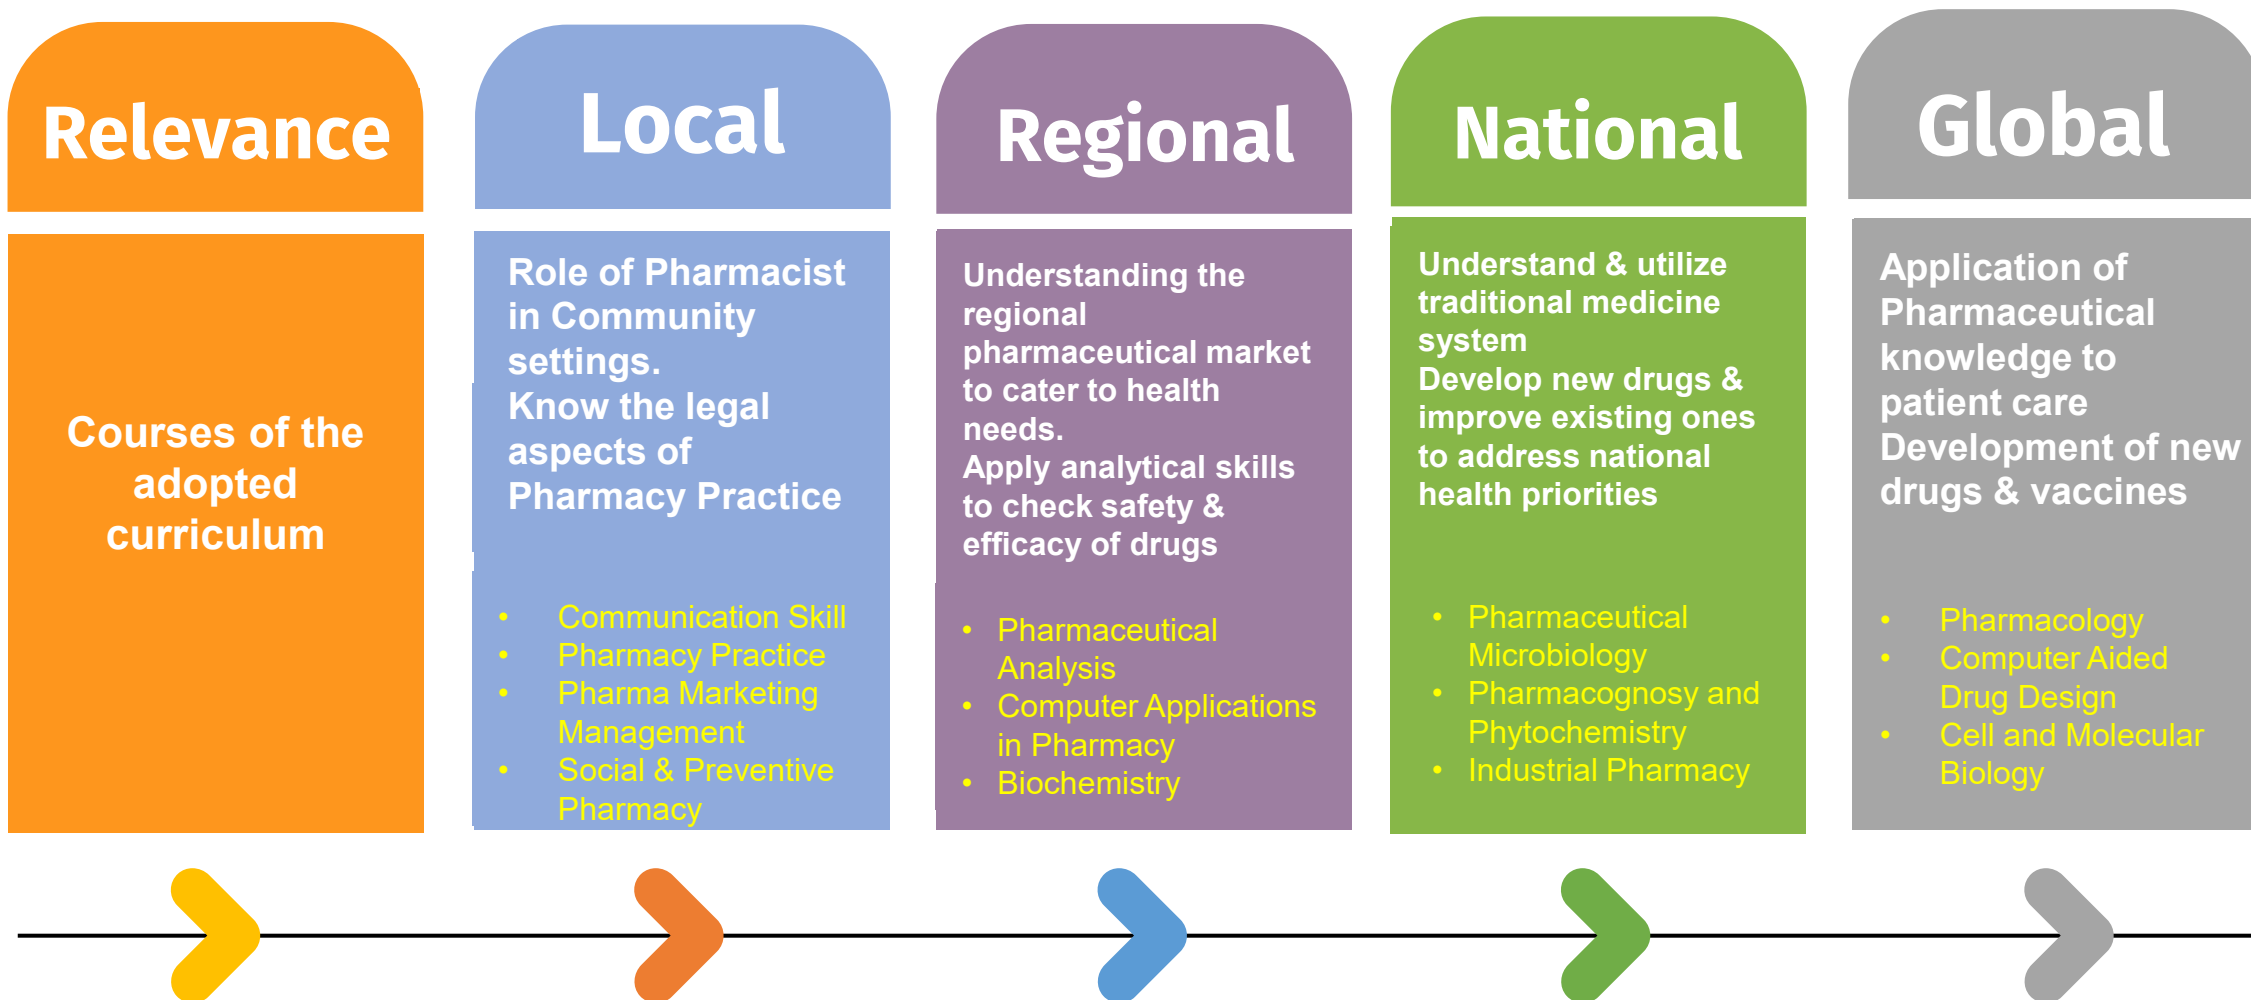 Relevance
Courses of the
adopted
curriculum
Local
Role of Pharmacist
in Community
settings.
Know the legal
aspects of
Pharmacy Practice
• Communication Skill
• Pharmacy Practice
• Pharma Marketing
Management
• Social & Preventive
Pharmacy
Regional
Understanding the
regional
pharmaceutical market
to cater to health
needs.
Apply analytical skills
to check safety &
efficacy of drugs
• Pharmaceutical
Analysis
• Computer Applications
in Pharmacy
• Biochemistry
National
Understand & utilize
traditional medicine
system
Develop new drugs &
improve existing ones
to address national
health priorities
• Pharmaceutical
Microbiology
• Pharmacognosy and
Phytochemistry
• Industrial Pharmacy
Global
Application of
Pharmaceutical
knowledge to
patient care
Development of new
drugs & vaccines
• Pharmacology
• Computer Aided
Drug Design
• Cell and Molecular
Biology